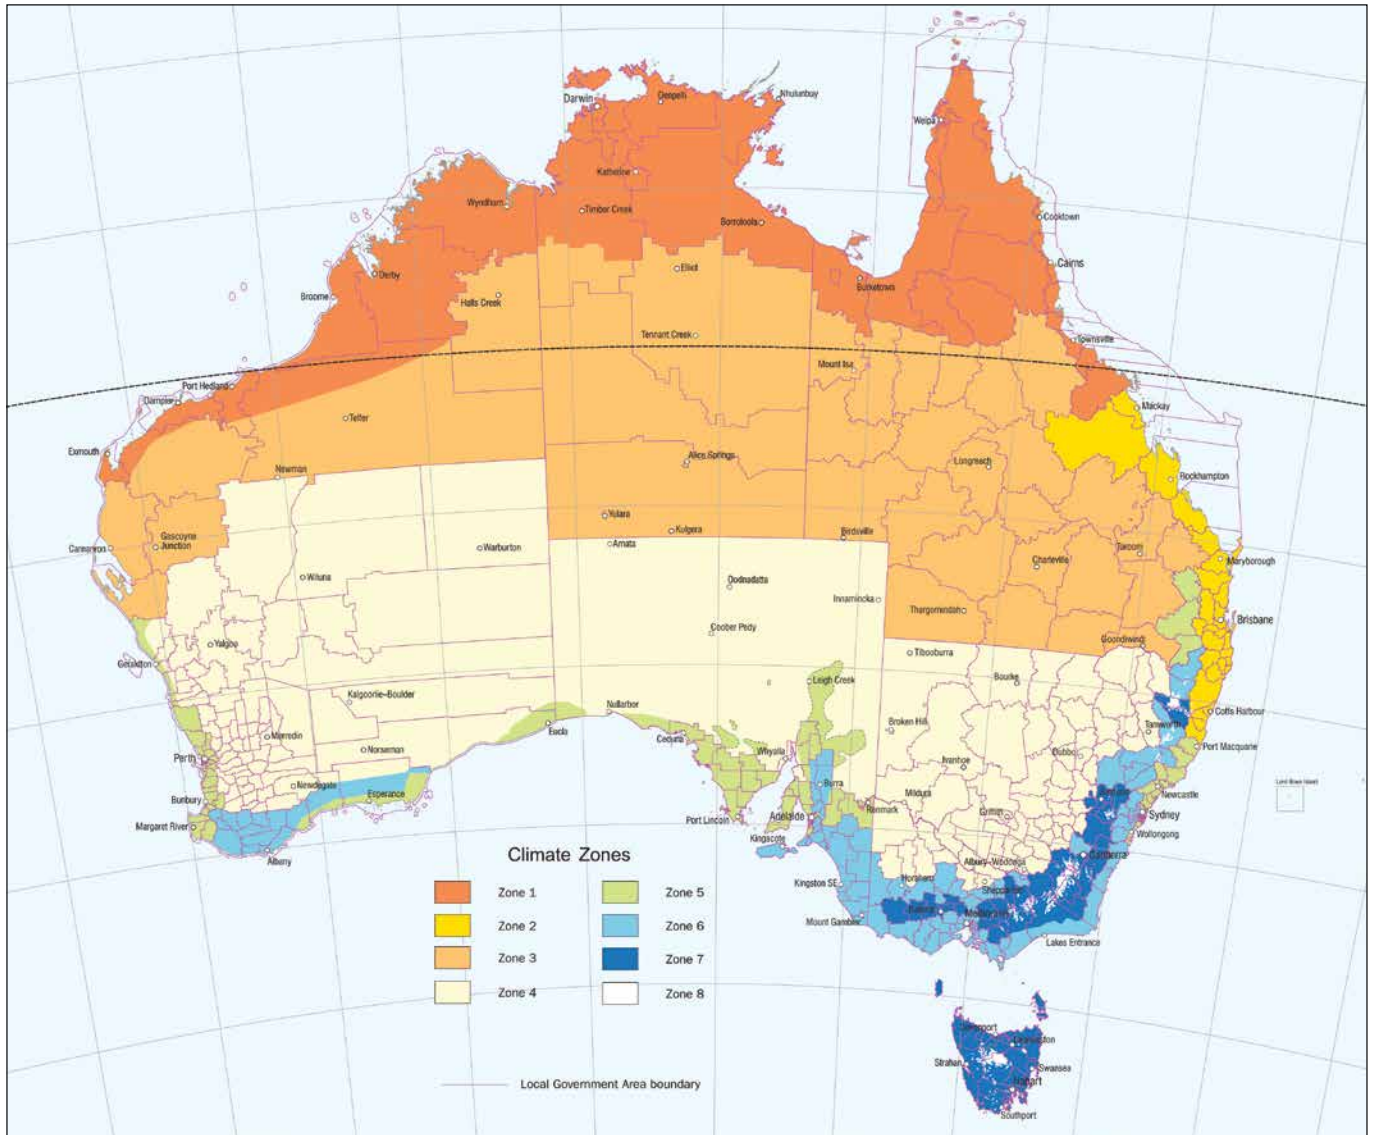 Darwin
Oenpelli
Nhulunbuy
Weipa
Katherine
Wyndham
Timber Creek
Borroloola
Cooktown
Cairns
Derby
Elliot
Burketown
Broome
Halls Creek
Tennant Creek
Townsville
Mount Isa
Port Hedland
Dampier
Telfer
Mackay
Exmouth
Alice Springs
Longreach
Newman
Rockhampton
Yulara
Kulgera
Birdsville
Carnarvon
Gascoyne
Junction
Amata
Warburton
Taroom
Charleville
Maryborough
Wiluna
Oodnadatta
Innamincka
Thargomindah
Brisbane
Coober Pedy
Goondiwindi
Yalgoo
Tibooburra
Geraldton
Leigh Creek
Bourke
Kalgoorlie-Boulder
Nullarbor
Coffs Harbour
Broken Hill
Tamworth
Eucla
Ceduna
Merredin
Norseman
Whyalla
Port Macquarie
Perth
Dubbo
Ivanhoe
Newdegate
Burra
Lord Howe Island
Esperance
Mildura
Newcastle
Bunbury
Renmark
Port Lincoln
Adelaide
Griffith
Sydney
Margaret River
Wollongong
Kingscote
Albany
Canberra
Albury-Wodonga
Horsham
Kingston SE
Shepparton
Ballarat
Melbourne
Mount Gambier
Lakes Entrance
Climate Zones
Zone 1
Zone 5
Zone 2
Zone 6
Zone 3
Zone 7
Zone 4
Zone 8
Devonport
Launceston
Strahan
Swansea
Hobart
Southport
Local Government Area boundary